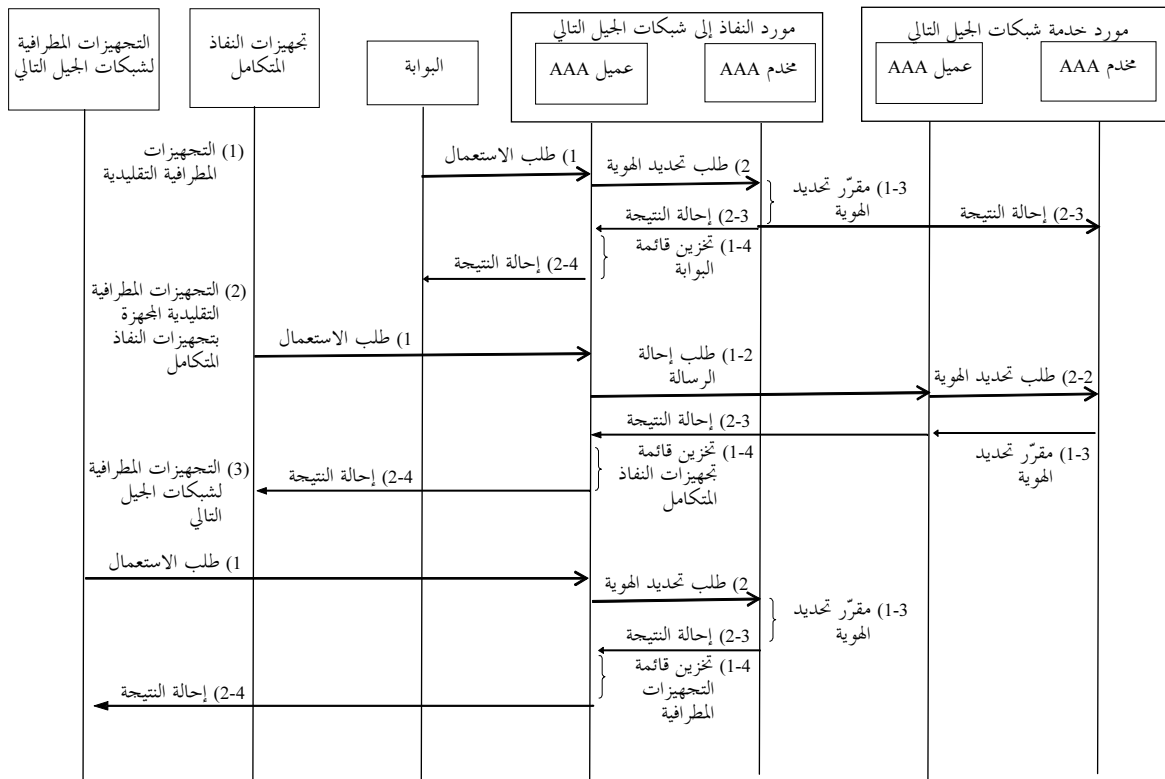 مورد خدمة شبكات الجيل التالي
مورد النفاذ إلى شبكات الجيل التالي
التجهيزات المطرافية
لشبكات الجيل التالي
تجهيزات النفاذ
المتكامل
البوابة
عميل AAA
مخدم AAA
عميل AAA
مخدم AAA
(1) التجهيزات
المطرافية التقليدية
1) طلب الاستعمال
2) طلب تحديد الهوية
1-3) مقرّر تحديد
الهوية
2-3) إحالة النتيجة
2-3) إحالة النتيجة
1-4) تخزين قائمة
البوابة
2-4) إحالة النتيجة
(2) التجهيزات المطرافية
التقليدية المجهزة
بتجهيزات النفاذ
المتكامل
1) طلب الاستعمال
1-2) طلب إحالة
الرسالة
2-2) طلب تحديد الهوية
2-3) إحالة النتيجة
1-3) مقرّر تحديد
الهوية
1-4) تخزين قائمة
تجهيزات النفاذ
المتكامل
2-4) إحالة النتيجة
(3) التجهيزات المطرافية
لشبكات الجيل
التالي
1) طلب الاستعمال
2) طلب تحديد الهوية
1-3) مقرّر تحديد
الهوية
2-3) إحالة النتيجة
1-4) تخزين قائمة
التجهيزات
المطرافية
2-4) إحالة النتيجة